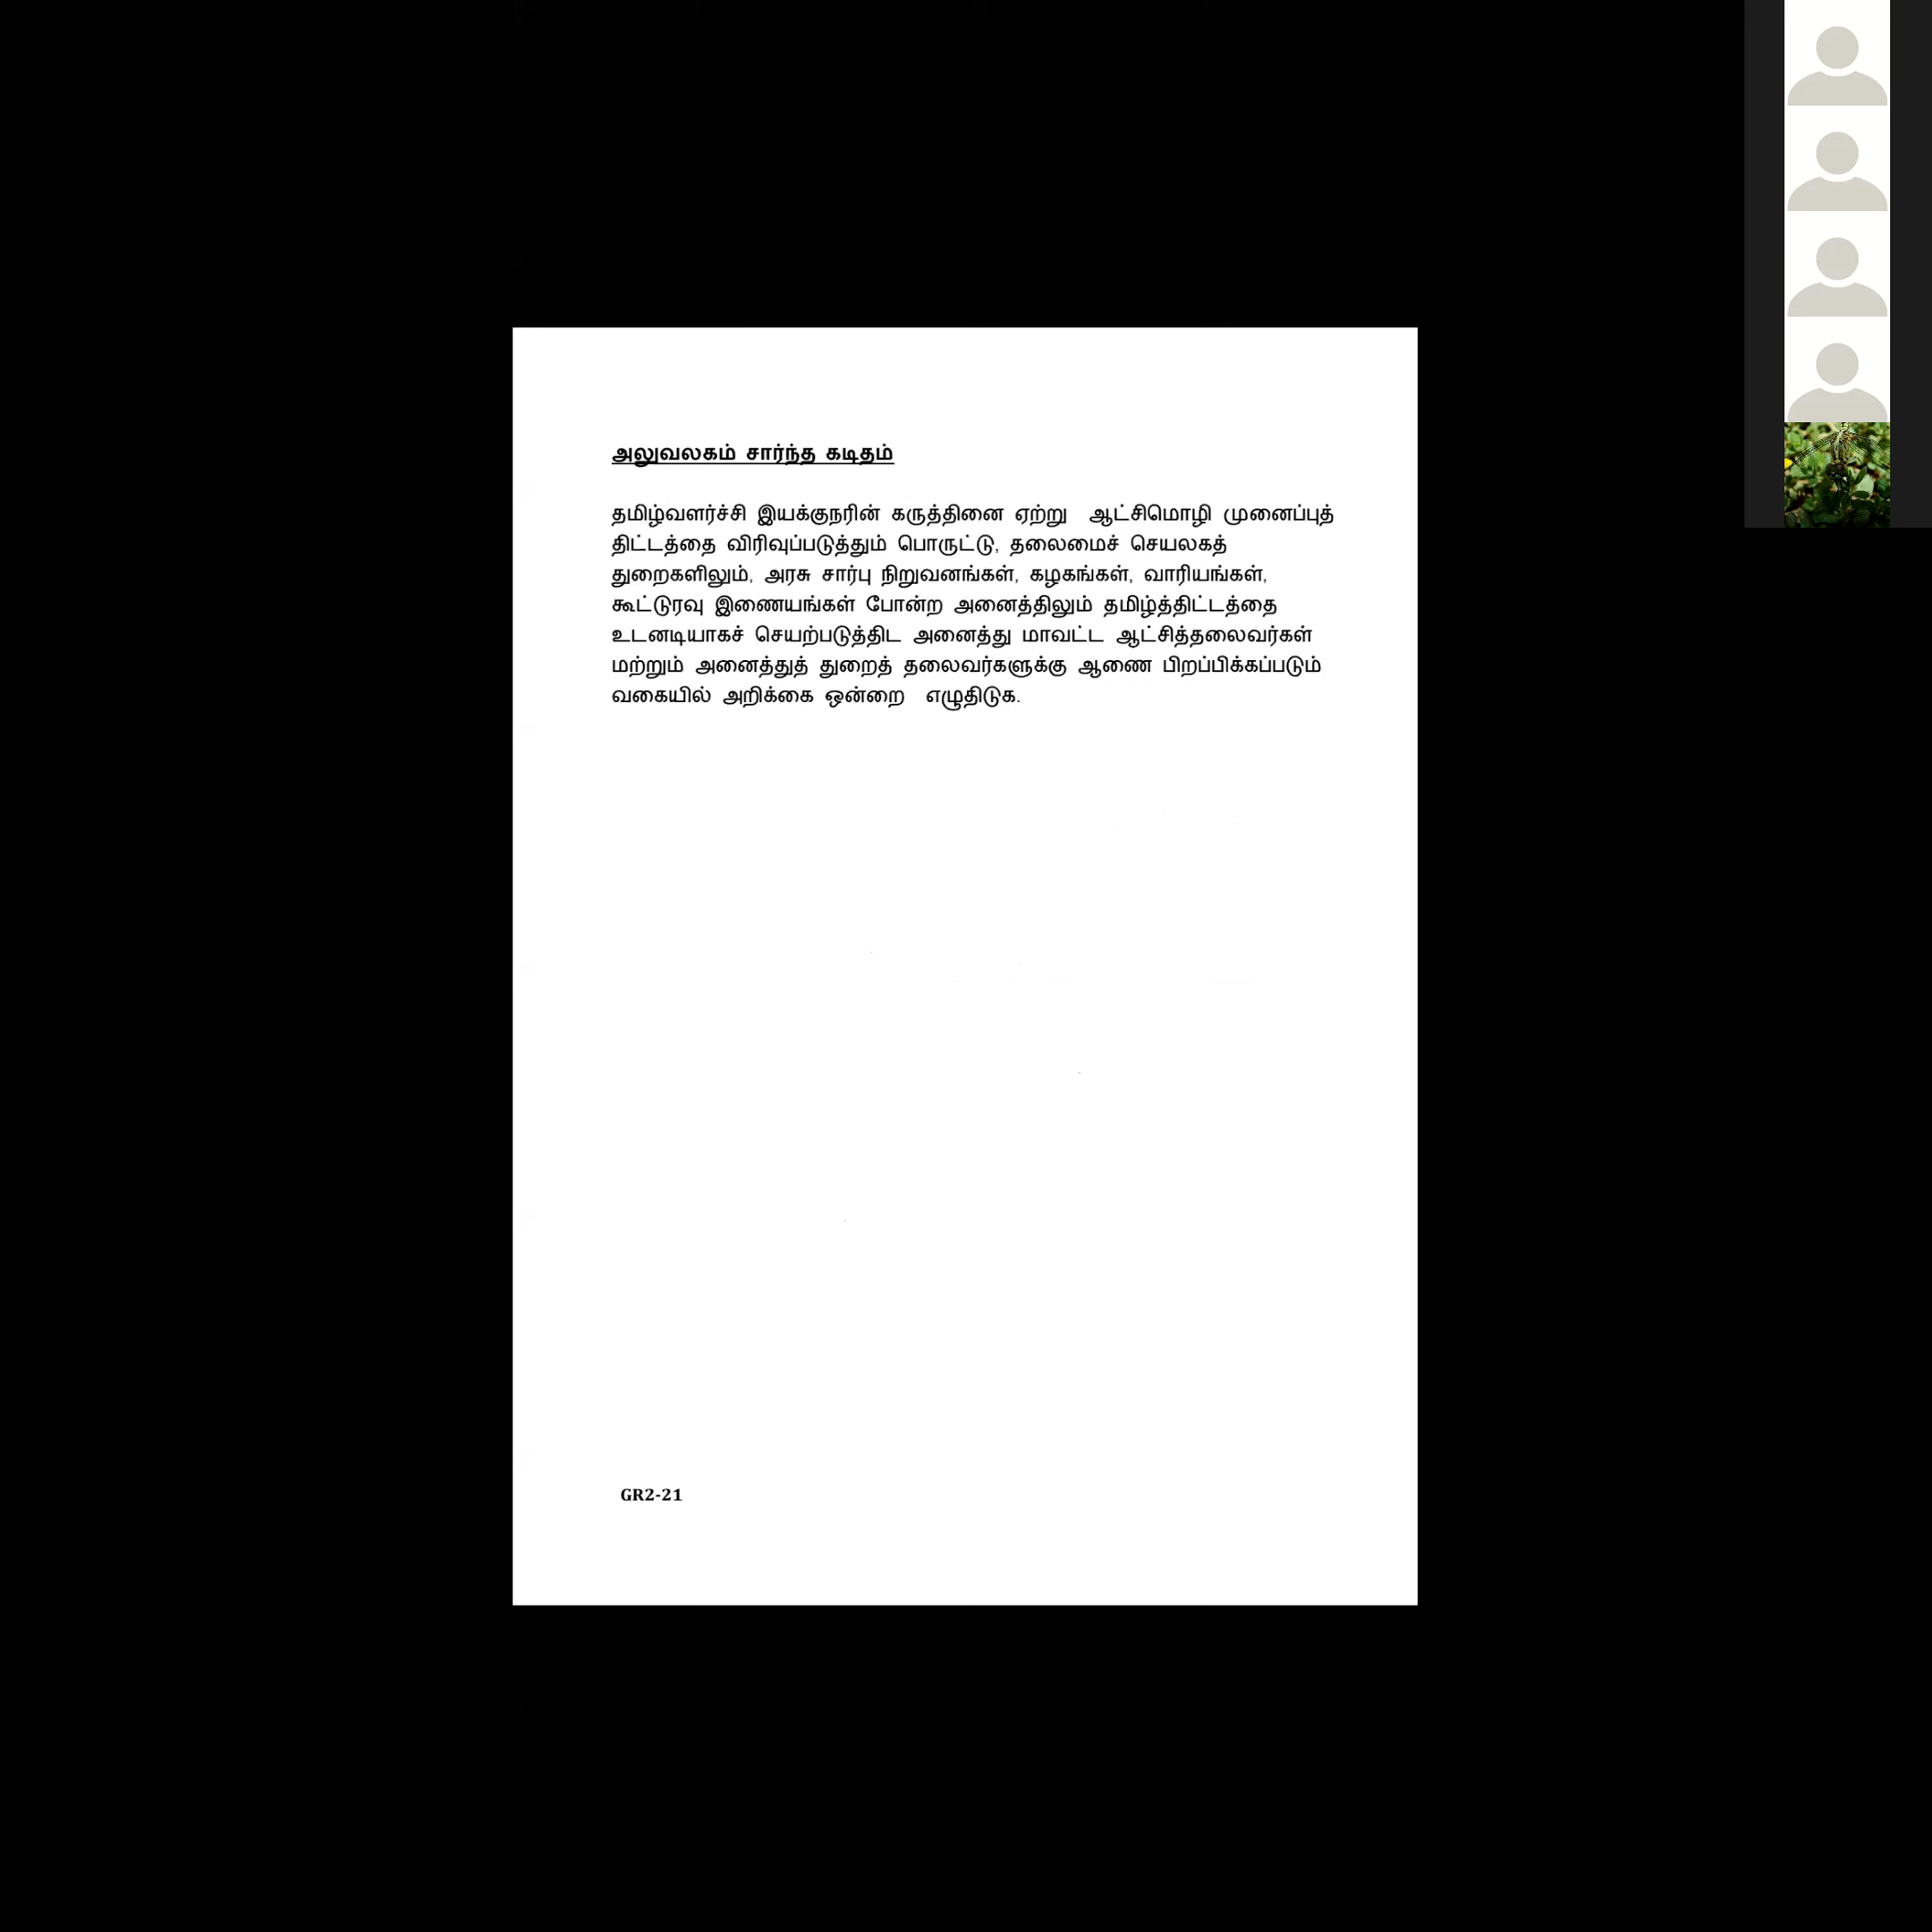 அலுவலகம் சார்ந்த கடிதம்
தமிழ்வளர்ச்சி இயக்குநரின் கருத்தினை ஏற்று ஆட்சிமொழி முனைப்புத்
திட்டத்தை விரிவுப்படுத்தும் பொருட்டு, தலைமைச் செயலகத்
துறைகளிலும், அரசு சார்பு நிறுவனங்கள், கழகங்கள், வாரியங்கள்,
கூட்டுரவு இணையங்கள் போன்ற அனைத்திலும் தமிழ்த்திட்டத்தை
உடனடியாகச் செயற்படுத்திட அனைத்து மாவட்ட ஆட்சித்தலைவர்கள்
மற்றும் அனைத்துத் துறைத் தலைவர்களுக்கு ஆணை பிறப்பிக்கப்படும்
வகையில் அறிக்கை ஒன்றை எழுதிடுக.
GR2-21